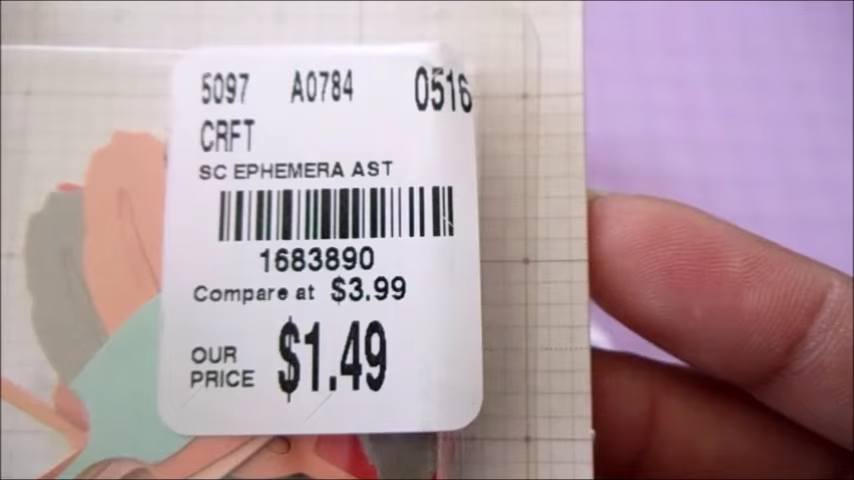 5097 A0784 0516
CRFT
SC EPHEMERA AST
1683890
Compare at $3.99
OUR PRICE $1.49